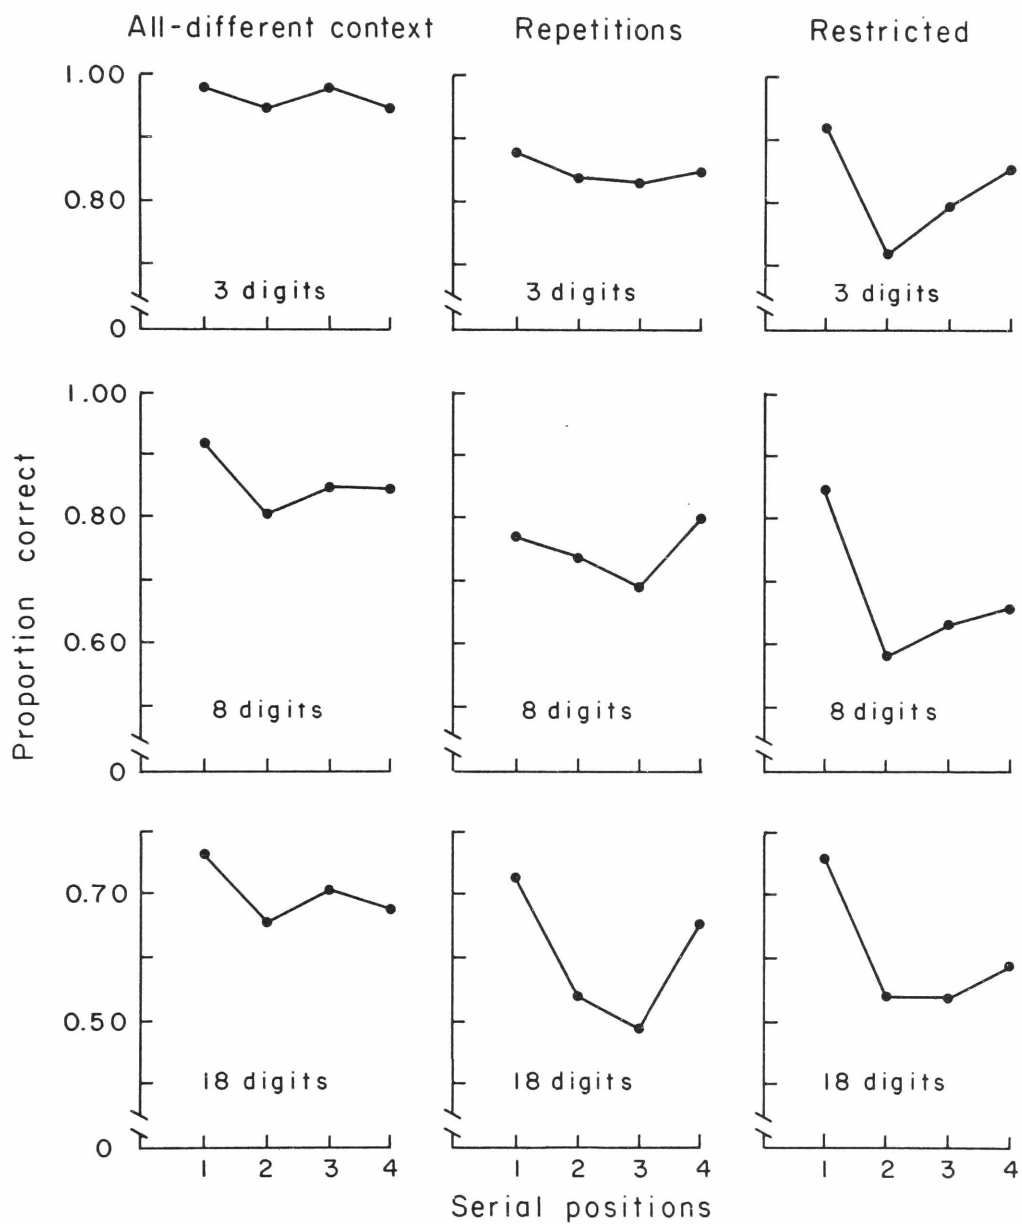 All-different context Repetitions Restricted
1.00
0.80
3 digits 3 digits 3 digits
0
1.00
0.80
0.60
8 digits 8 digits 8 digits
0
Proportion correct
0.70
0.50
18 digits 18 digits 18 digits
0
1 2 3 4 1 2 3 4 1 2 3 4
Serial positions